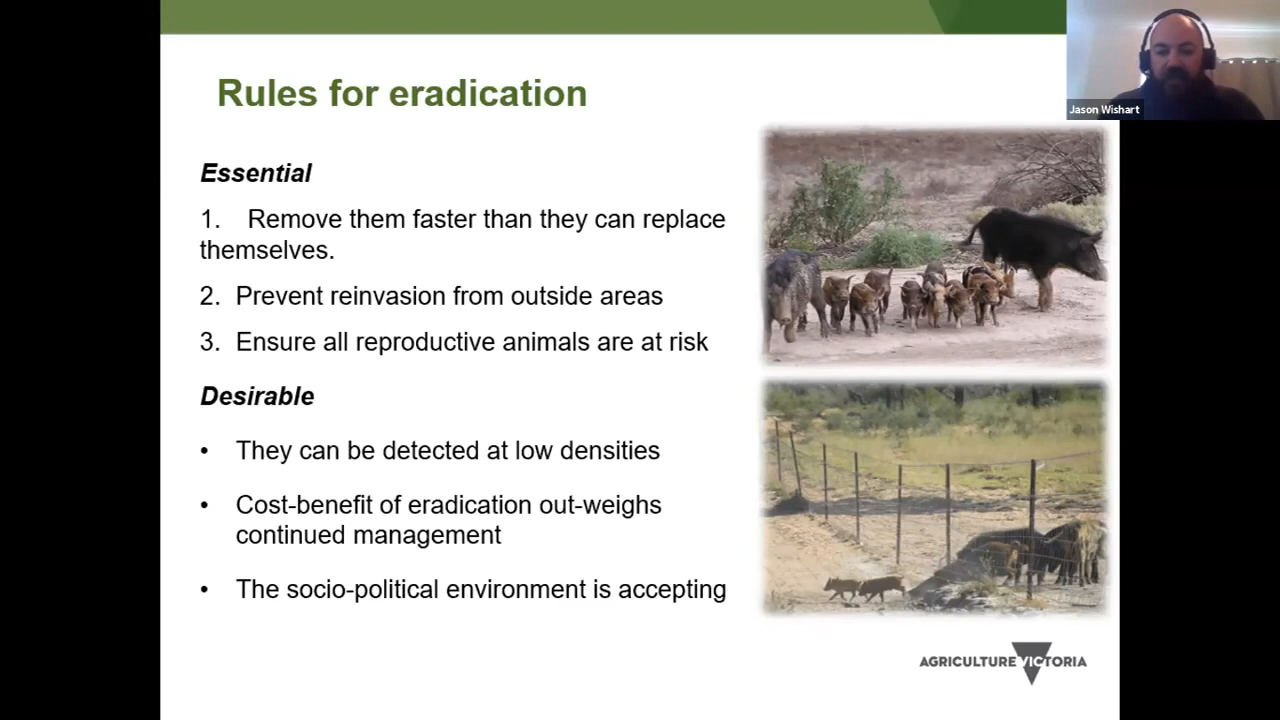 Rules for eradication
Jason Wishart
Essential
1. Remove them faster than they can replace
themselves.
2. Prevent reinvasion from outside areas
3. Ensure all reproductive animals are at risk
Desirable
• They can be detected at low densities
• Cost-benefit of eradication out-weighs
continued management
• The socio-political environment is accepting
AGRICULTURE VICTORIA